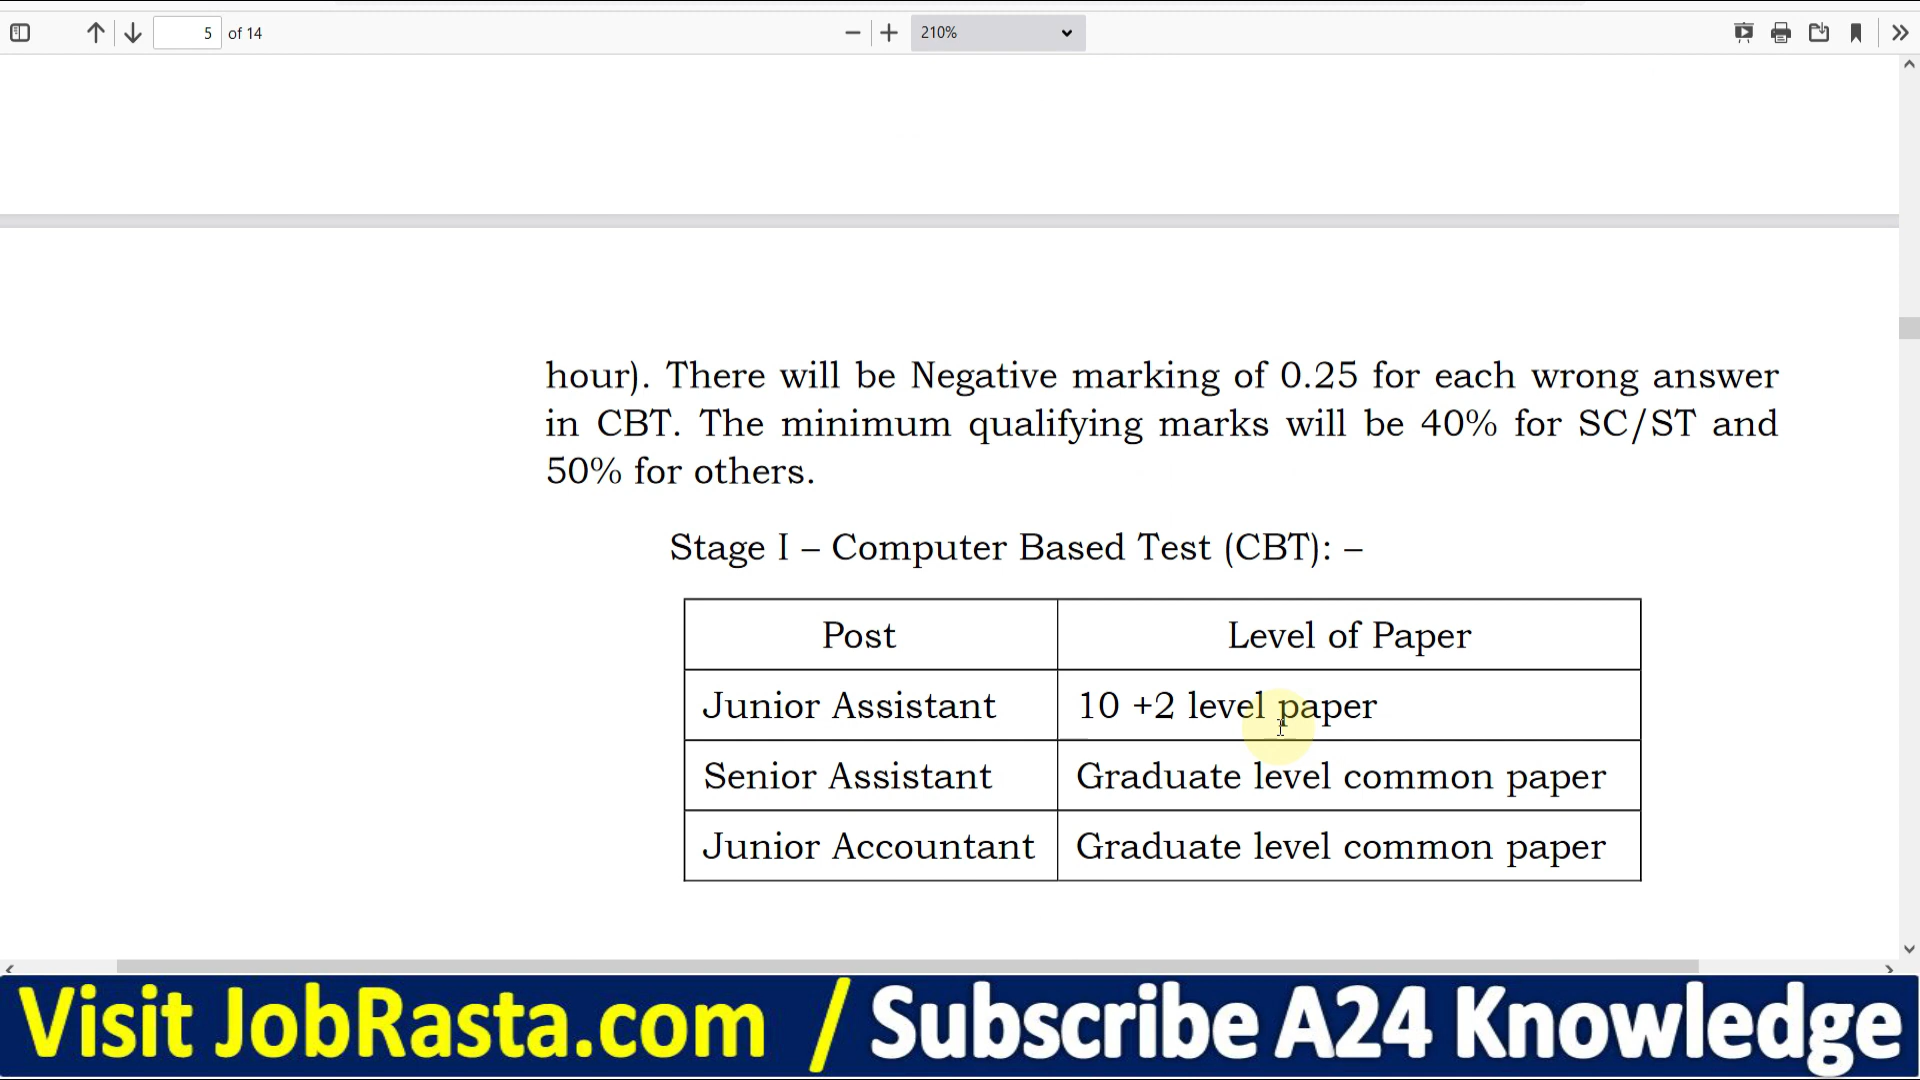 5 of 14
210%
hour). There will be Negative marking of 0.25 for each wrong answer
in CBT. The minimum qualifying marks will be 40% for SC/ST and
50% for others.
Stage I – Computer Based Test (CBT): –
Post Level of Paper
Junior Assistant 10 +2 level paper
Senior Assistant Graduate level common paper
Junior Accountant Graduate level common paper
Visit JobRasta.com / Subscribe A24 Knowledge